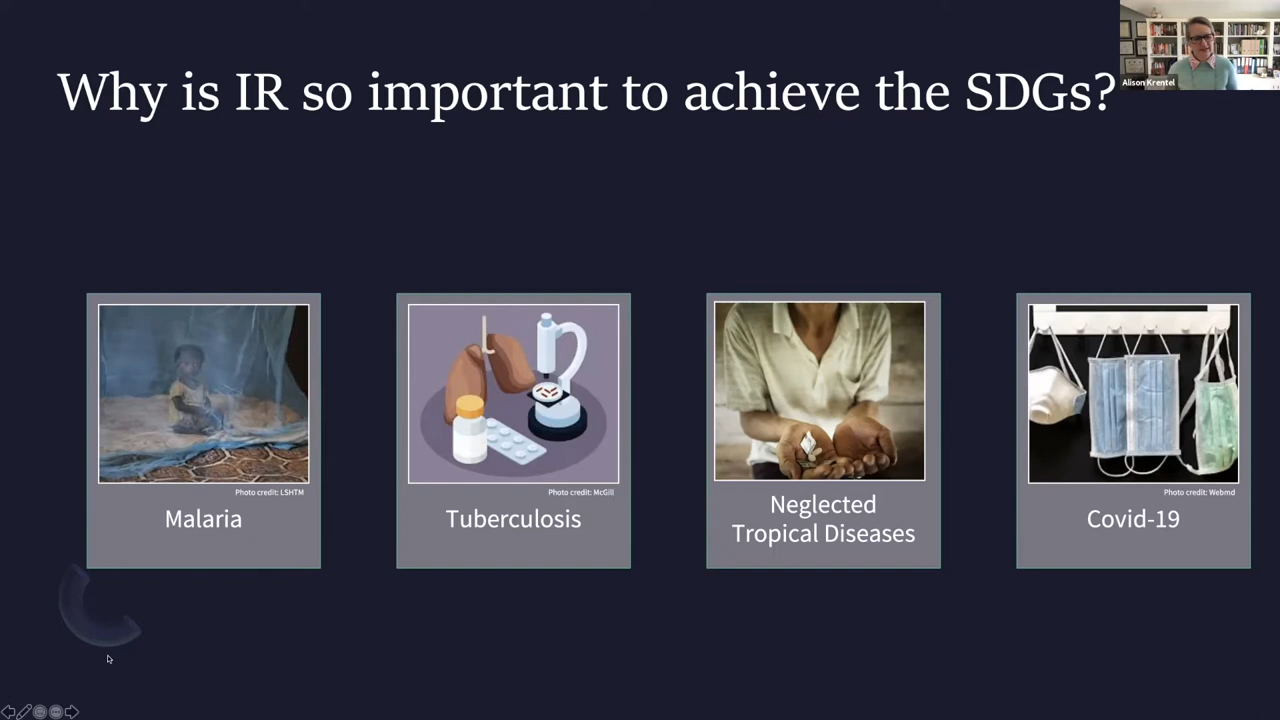 Why is IR so important to achieve the SDGs?
Alison Krentel
Photo credit: LSHTM
Malaria
Photo credit: McGill
Tuberculosis
Neglected
Tropical Diseases
Photo credit: Webmd
Covid-19